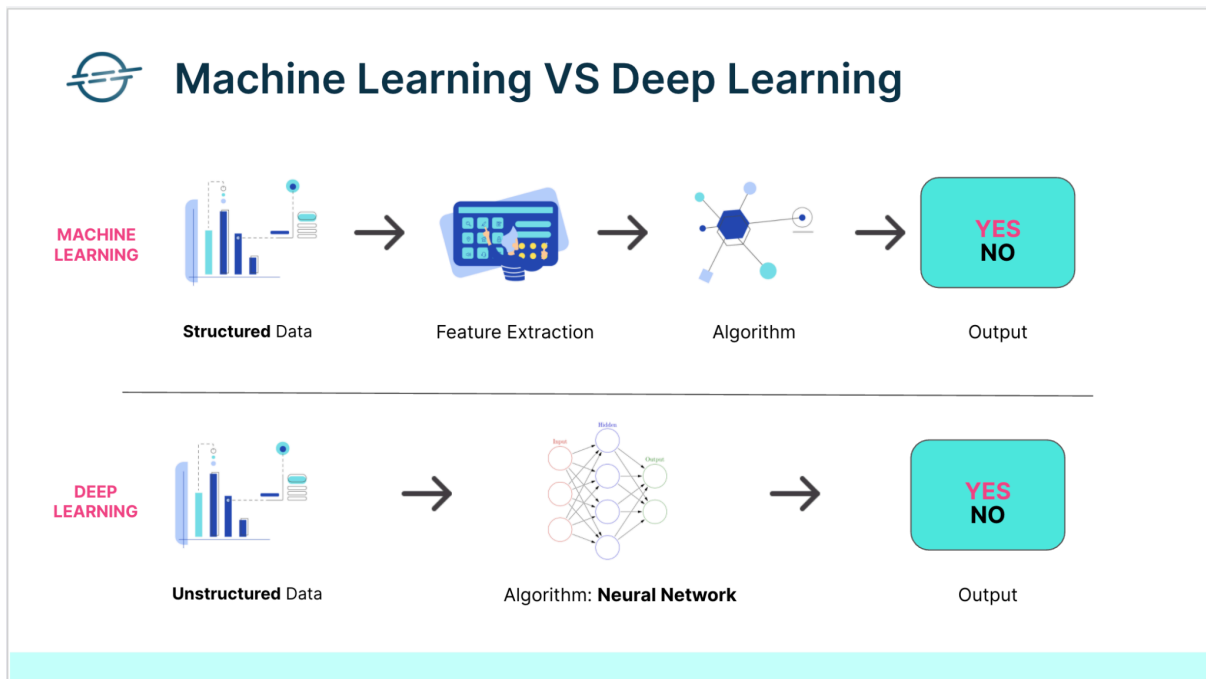 Machine Learning VS Deep Learning
MACHINE
LEARNING
YES
NO
Structured Data
Feature Extraction
Algorithm
Output
DEEP
LEARNING
Input
Hidden
Output
YES
NO
Unstructured Data
Algorithm: Neural Network
Output